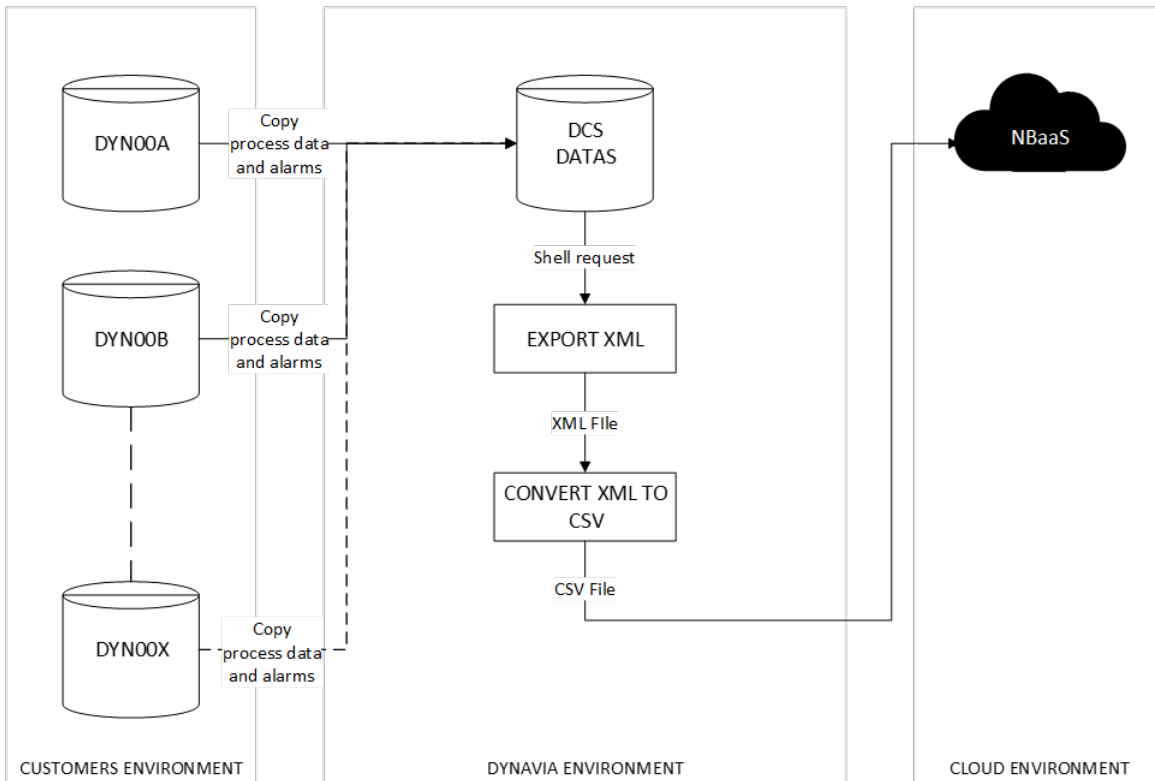 DYN00A
Copy
process data
and alarms
DCS
DATAS
NBaaS
Shell request
DYN00B
Copy
process data
and alarms
EXPORT XML
XML FIle
CONVERT XML TO
CSV
CSV File
DYN00X
Copy
process data
and alarms
CUSTOMERS ENVIRONMENT
DYNAVIA ENVIRONMENT
CLOUD ENVIRONMENT